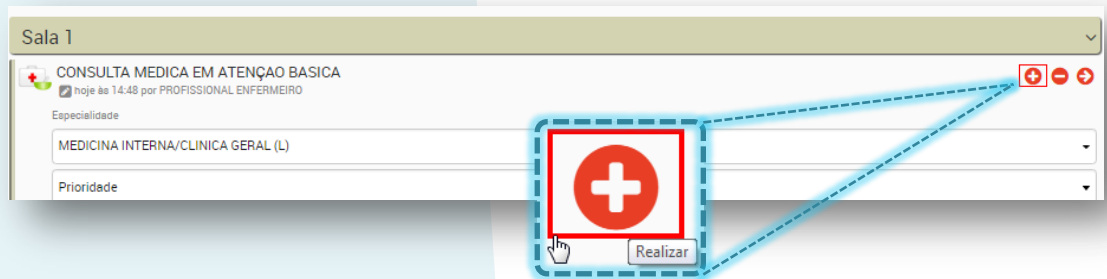 Sala 1
CONSULTA MEDICA EM ATENÇAO BASICA
hoje às 14:48 por PROFISSIONAL ENFERMEIRO
Especialidade
MEDICINA INTERNA/CLINICA GERAL (L)
Prioridade
Realizar